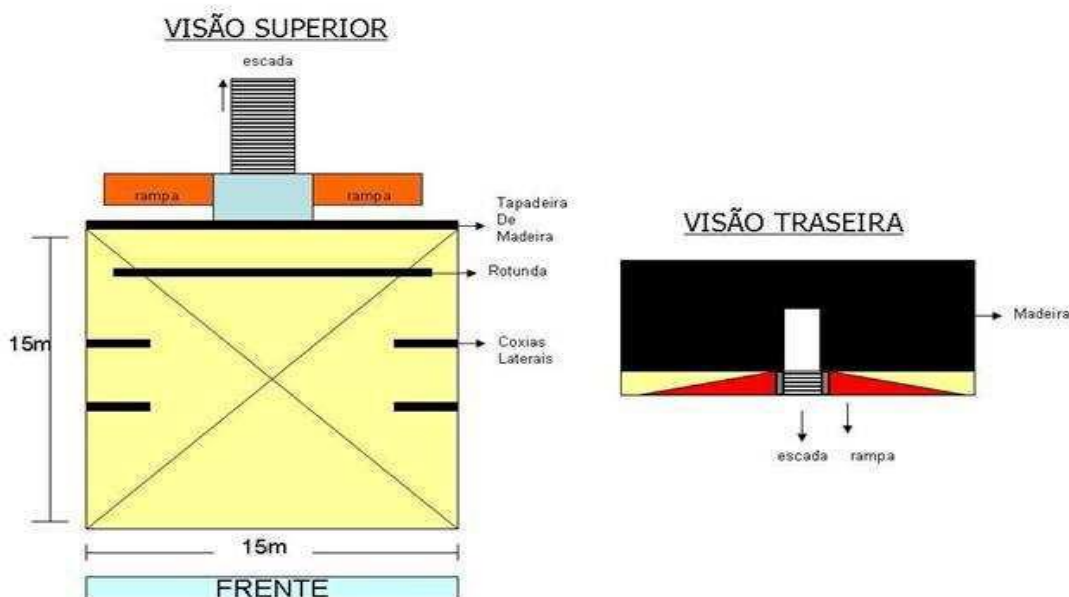 VISÃO SUPERIOR
escada
rampa
rampa
Tapadeira
De
Madeira
Rotunda
15m
Coxias
Laterais
15m
FRENTE
VISÃO TRASEIRA
Madeira
escada
rampa